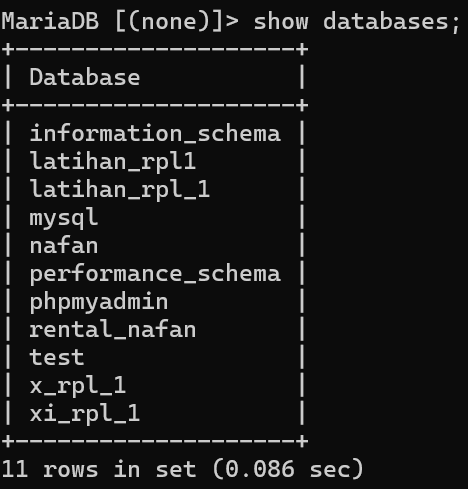 MariaDB [(none)]> show databases;
+--------------------+
| Database           |
+--------------------+
| information_schema |
| latihan_rpl1       |
| latihan_rpl_1      |
| mysql              |
| nafan              |
| performance_schema |
| phpmyadmin         |
| rental_nafan       |
| test               |
| x_rpl_1            |
| xi_rpl_1           |
+--------------------+
11 rows in set (0.086 sec)